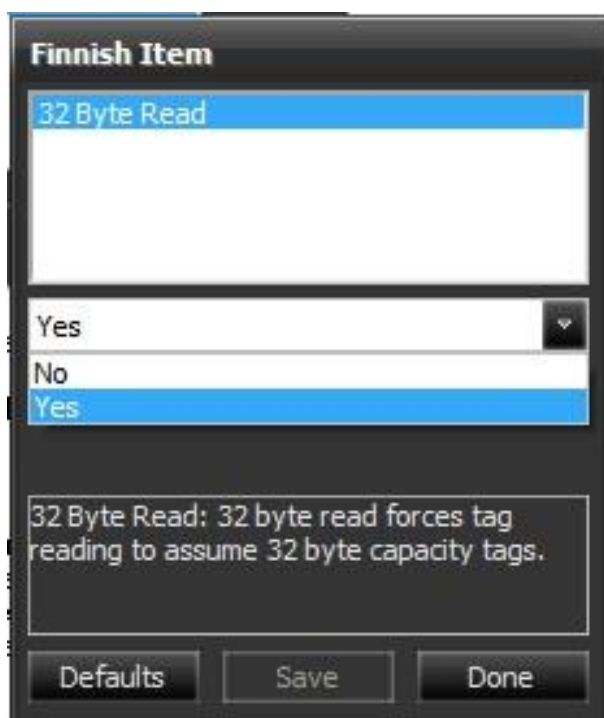 Finnish Item
32 Byte Read
Yes
No
Yes
32 Byte Read: 32 byte read forces tag
reading to assume 32 byte capacity tags.
Defaults
Save
Done